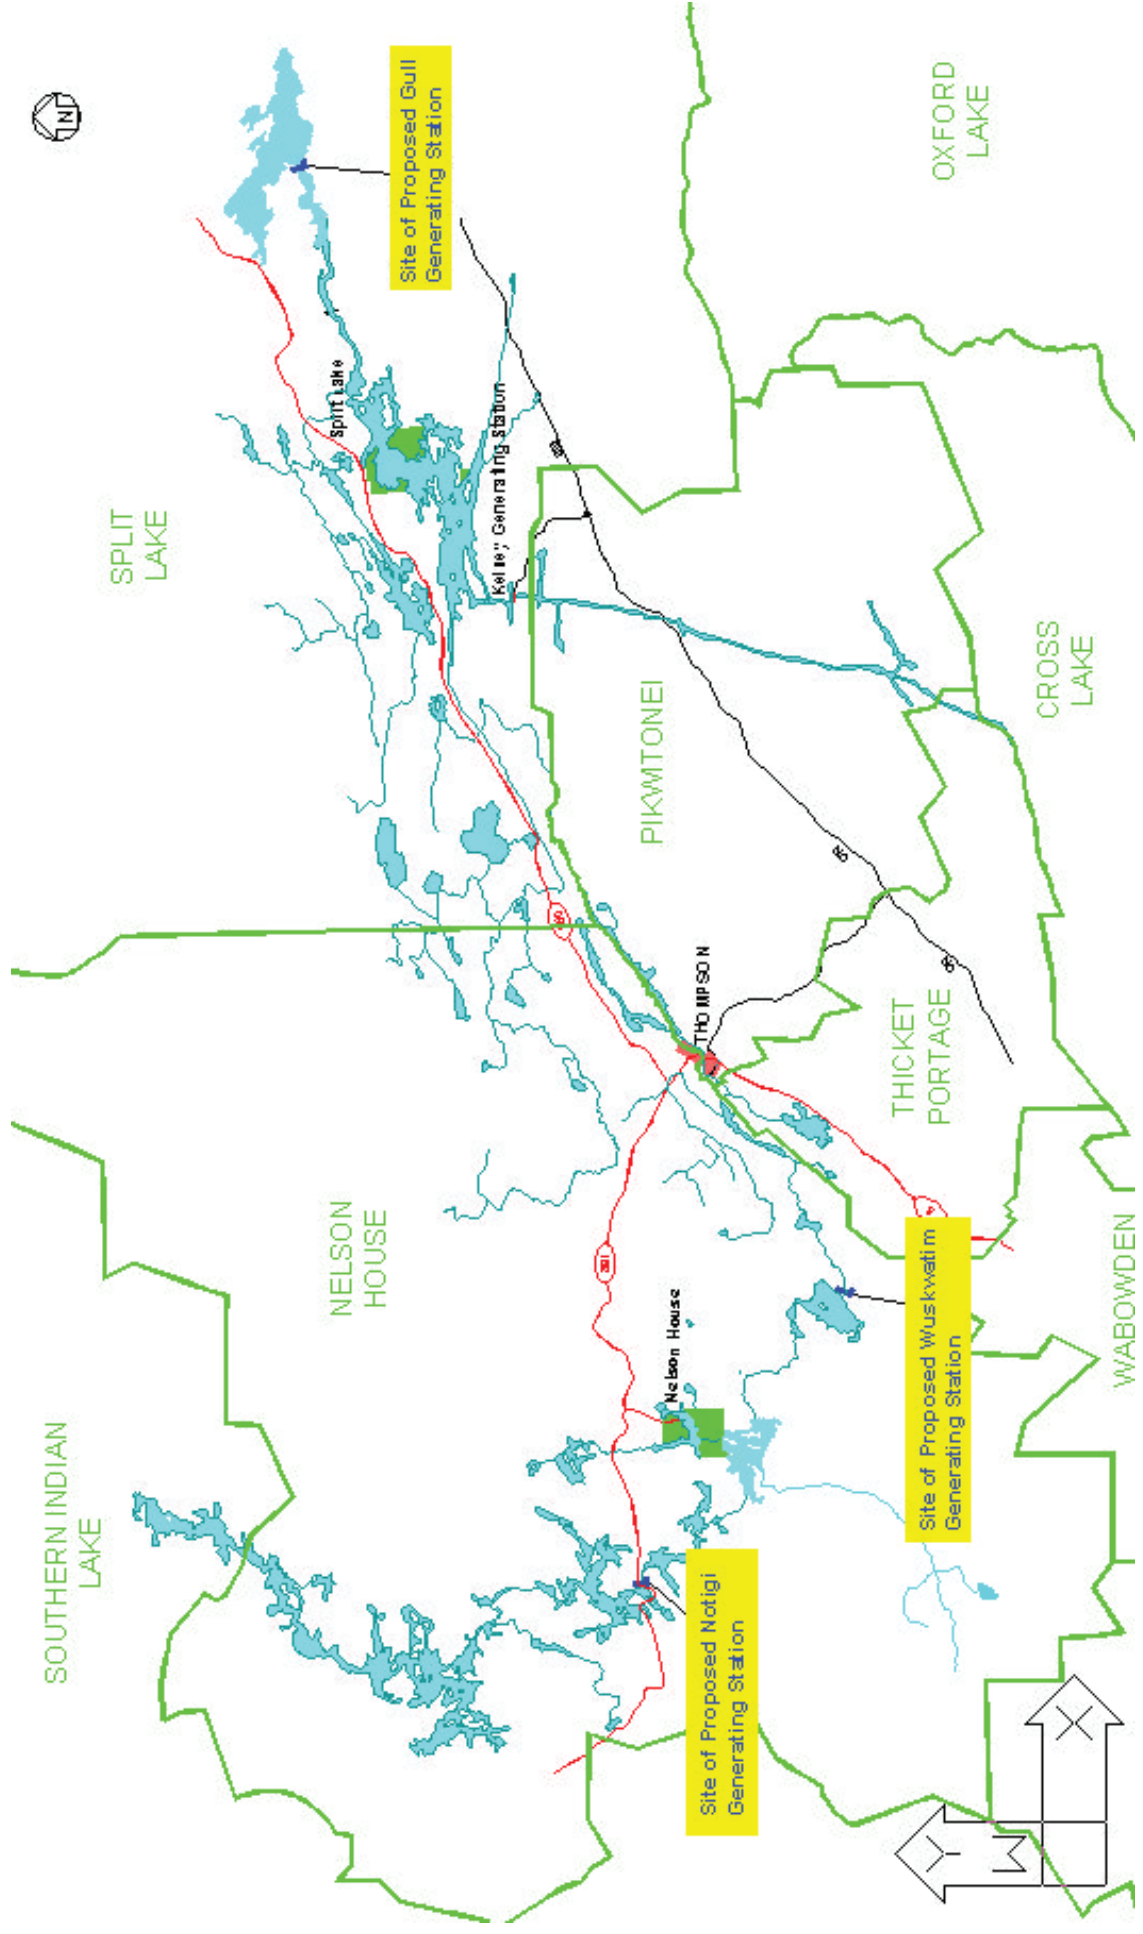 N
SOUTHERN INDIAN
LAKE
SPLIT
LAKE
NELSON
HOUSE
Site of Proposed Gull
Generating Station
Split Lake
Kelsey Generating Station
OXFORD
LAKE
PIKWITONEI
CROSS
LAKE
THOMPSON
THICKET
PORTAGE
Nelson House
Site of Proposed Notigi
Generating Station
Site of Proposed Wuskwatim
Generating Station
WABOWDEN
Y
M
X